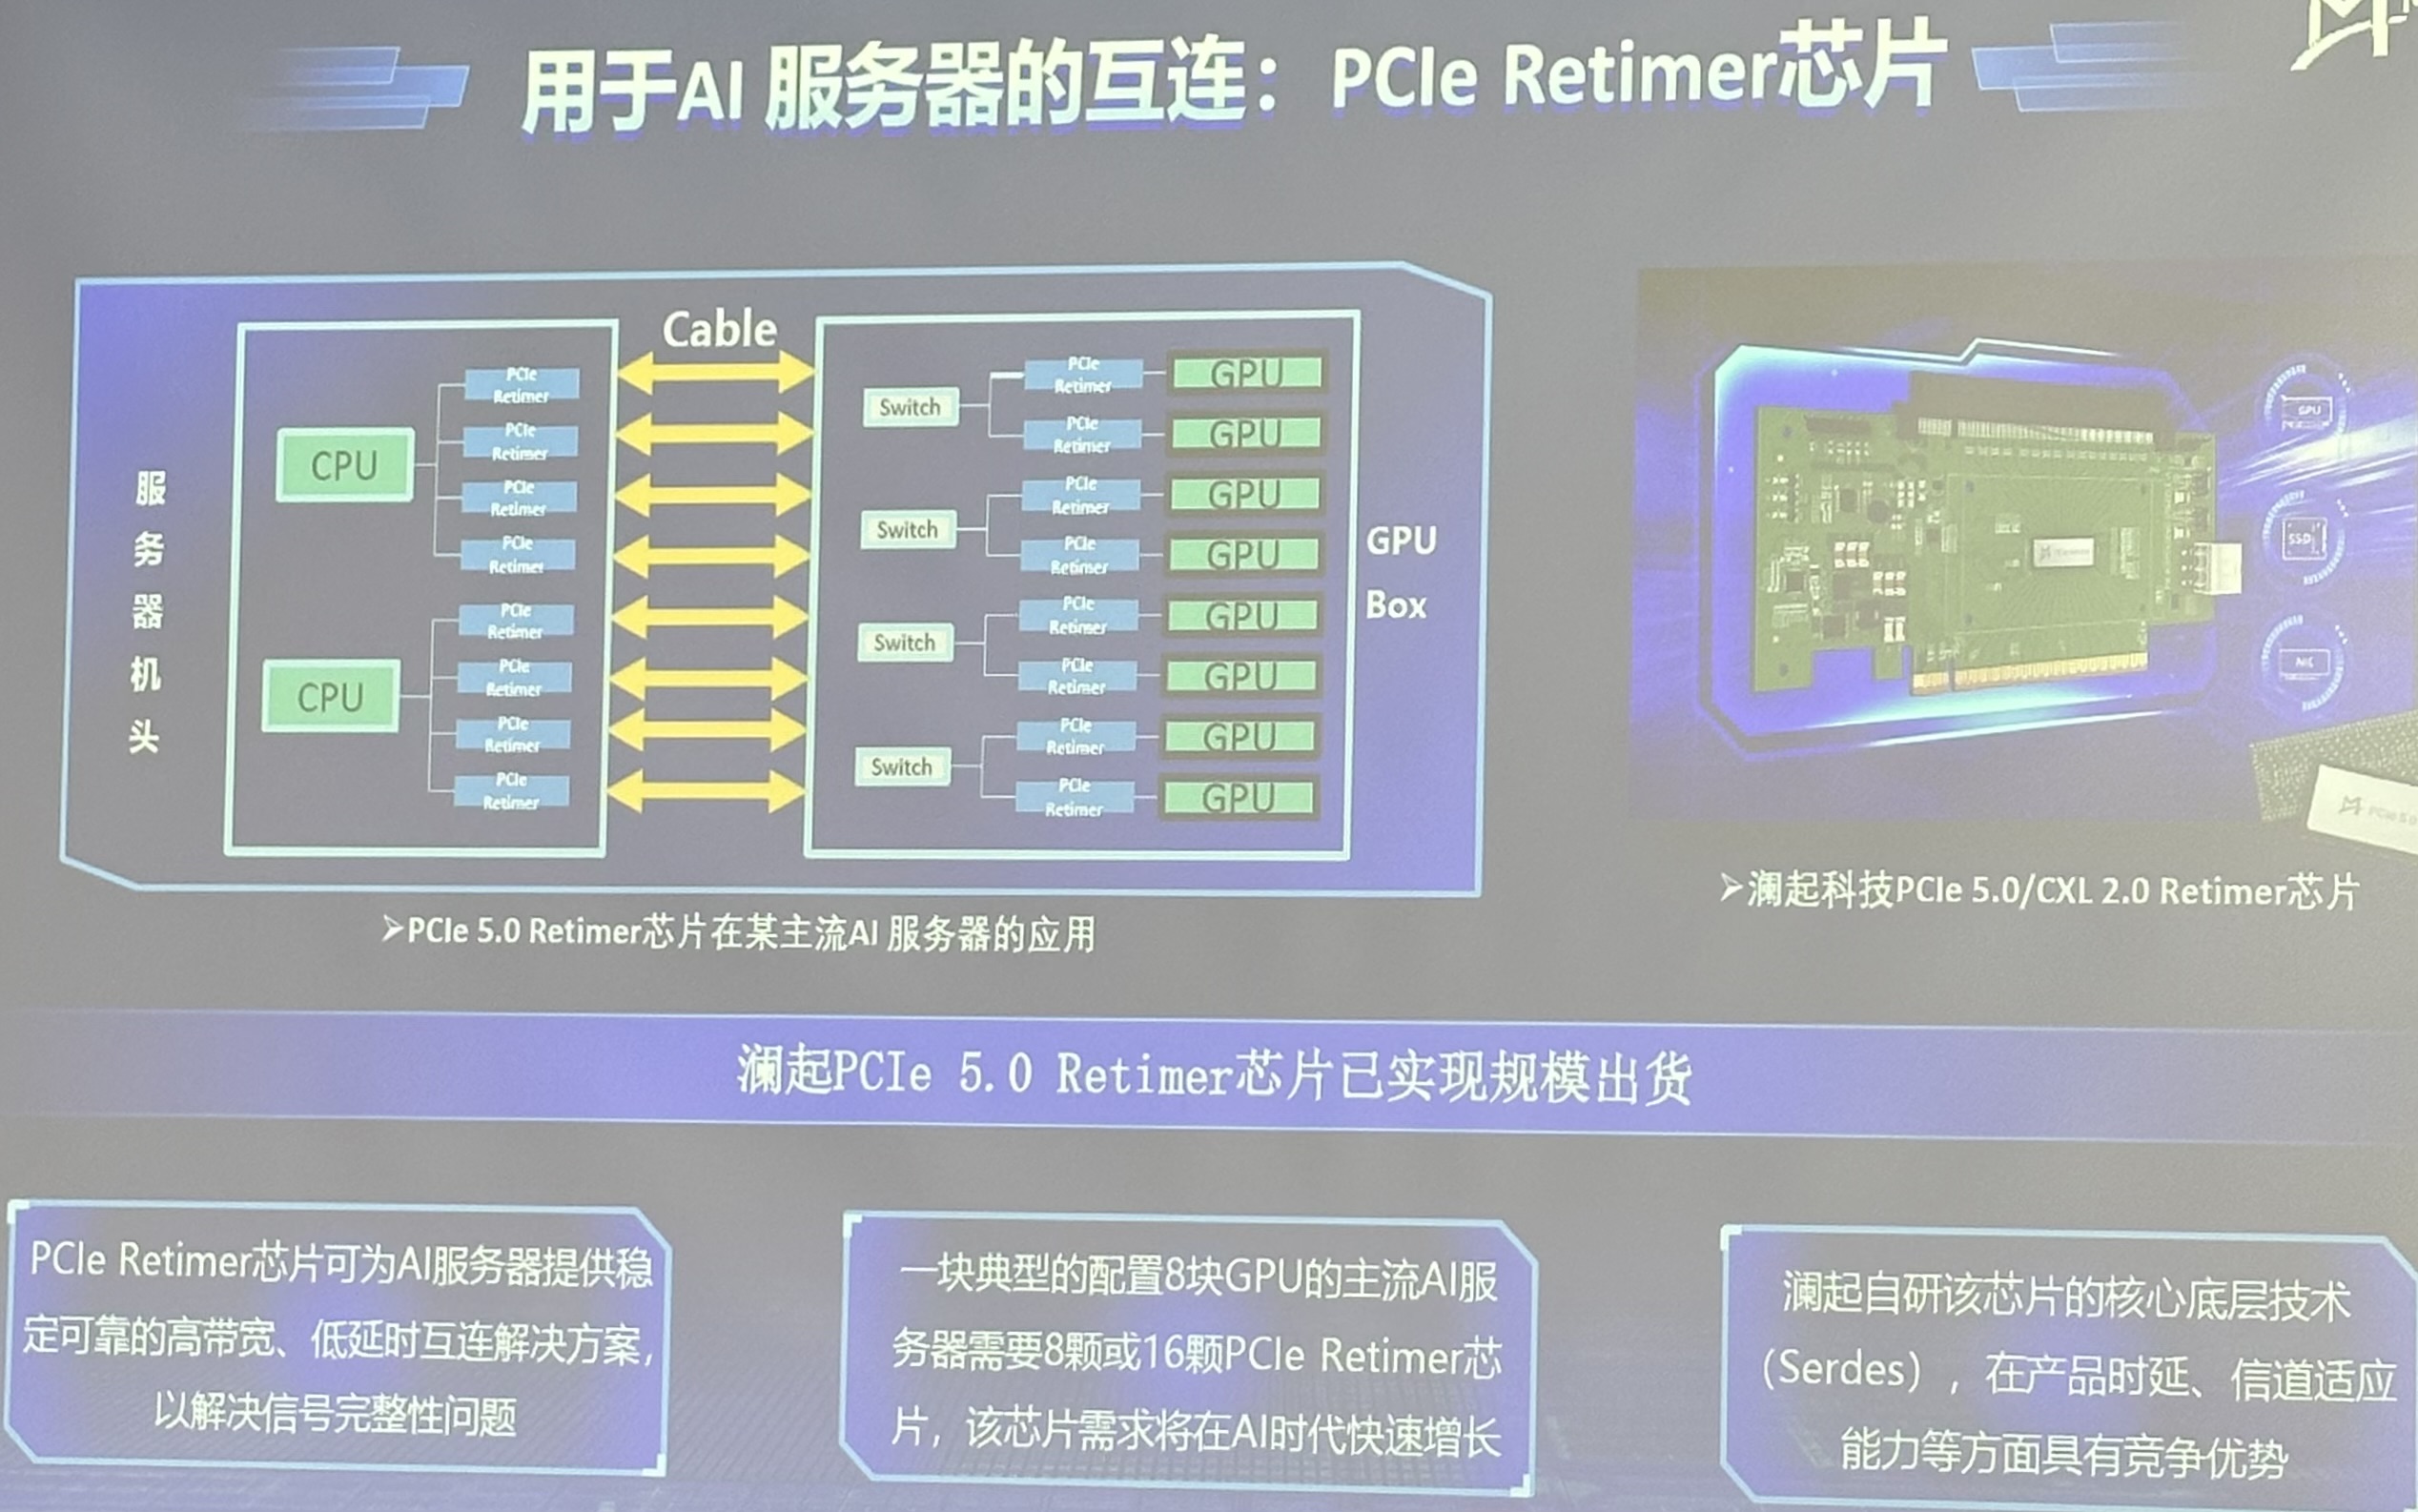 用于AI 服务器的互连：PCIe Retimer芯片
服务器机头
CPU
CPU
PCIe
Retimer
PCIe
Retimer
PCIe
Retimer
PCIe
Retimer
PCIe
Retimer
PCIe
Retimer
PCIe
Retimer
PCIe
Retimer
Cable
Switch
Switch
Switch
Switch
PCIe
Retimer
PCIe
Retimer
PCIe
Retimer
PCIe
Retimer
PCIe
Retimer
PCIe
Retimer
PCIe
Retimer
PCIe
Retimer
GPU
GPU
GPU
GPU
GPU
GPU
GPU
GPU
GPU
Box
➢PCIe 5.0 Retimer芯片在某主流AI 服务器的应用
GPU
SSD
NIC
➢澜起科技PCIe 5.0/CXL 2.0 Retimer芯片
澜起PCIe 5.0 Retimer芯片已实现规模出货
PCIe Retimer芯片可为AI服务器提供稳
定可靠的高带宽、低延时互连解决方案，
以解决信号完整性问题
一块典型的配置8块GPU的主流AI服
务器需要8颗或16颗PCIe Retimer芯
片，该芯片需求将在AI时代快速增长
澜起自研该芯片的核心底层技术
（Serdes），在产品时延、信道适应
能力等方面具有竞争优势